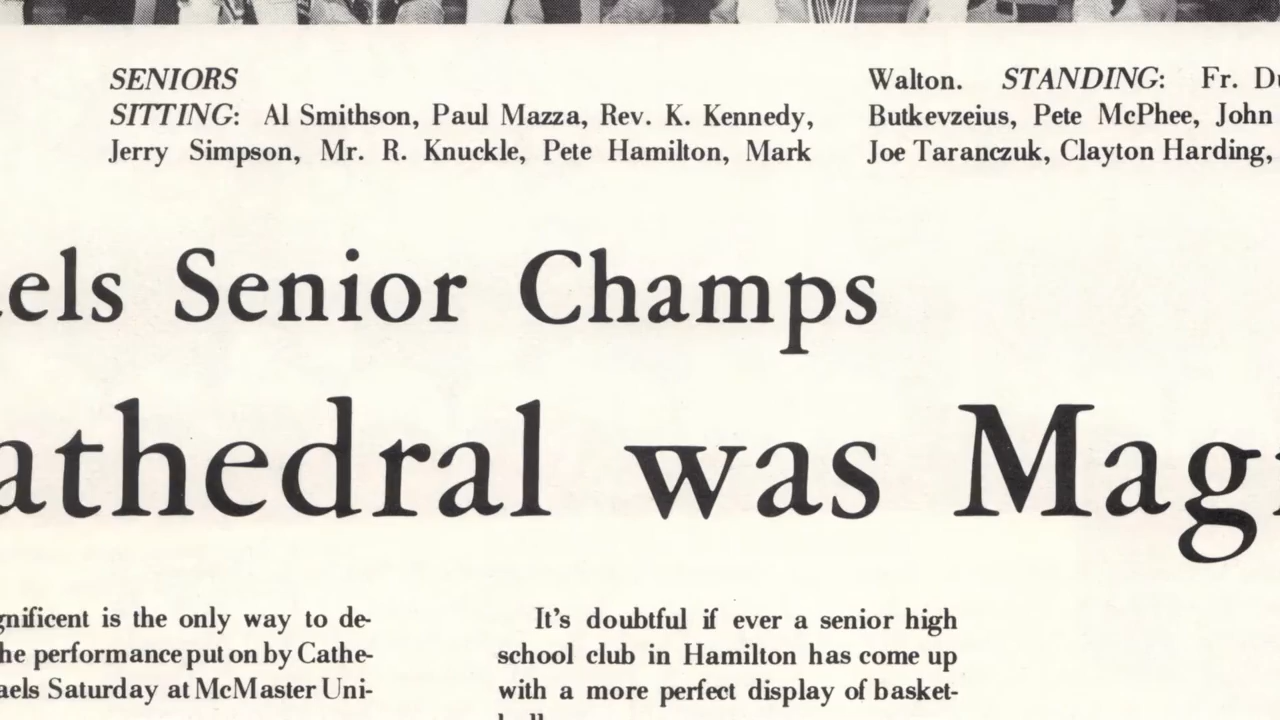 SENIORS
SITTING: Al Smithson, Paul Mazza, Rev. K. Kennedy,
Jerry Simpson, Mr. R. Knuckle, Pete Hamilton, Mark
Walton. STANDING: Fr.
Butkevzeius, Pete McPhee, John
Joe Taranczuk, Clayton Harding,
els Senior Champs
athedral was Mag
gnificent is the only way to de-
he performance put on by Cathe-
aels Saturday at McMaster Uni-
It's doubtful if ever a senior high
school club in Hamilton has come up
with a more perfect display of basket-